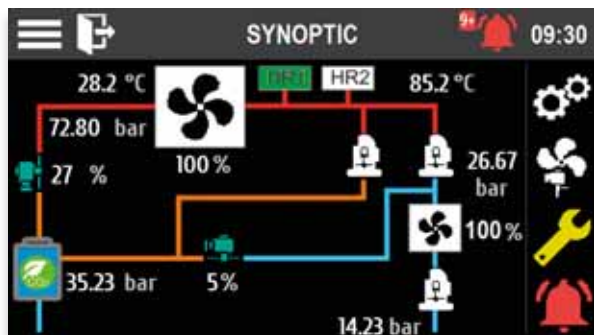 SYNOPTIC
9+
09:30
28.2 °C
HR1
HR2
85.2 °C
72.80 bar
100 %
26.67
bar
27 %
100 %
35.23 bar
5%
14.23 bar